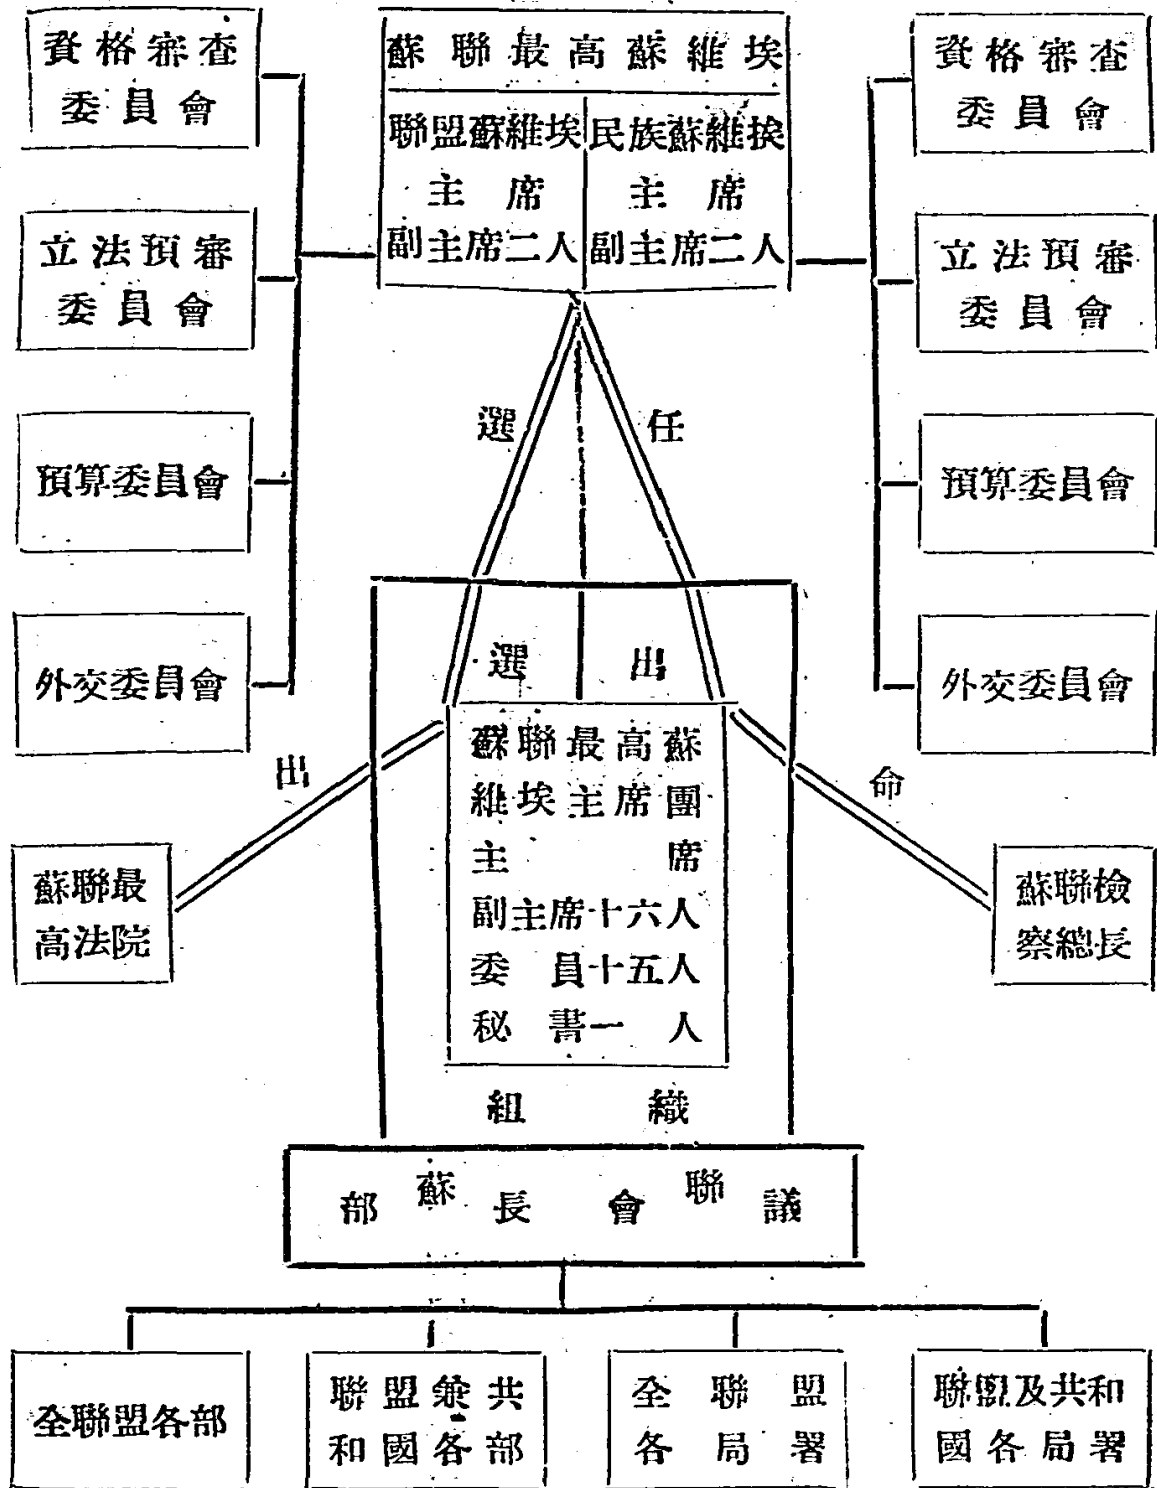 資格審查
委員會
立法預審
委員會
預算委員會
外交委員會
蘇聯最高蘇維埃
聯盟蘇維埃
主席
副主席二人
民族蘇維挨
主席
副主席二人
資格審查
委員會
立法預審
委員會
預算委員會
外交委員會
選
任
選出
出
命
蘇聯最高蘇
維埃主席團
主席
副主席十六人
委員十五人
秘書一人
蘇聯最
高法院
蘇聯檢
察總長
組織
蘇聯
部長會議
全聯盟各部
聯盟兼共
和國各部
全聯盟
各局署
聯盟及共和
國各局署